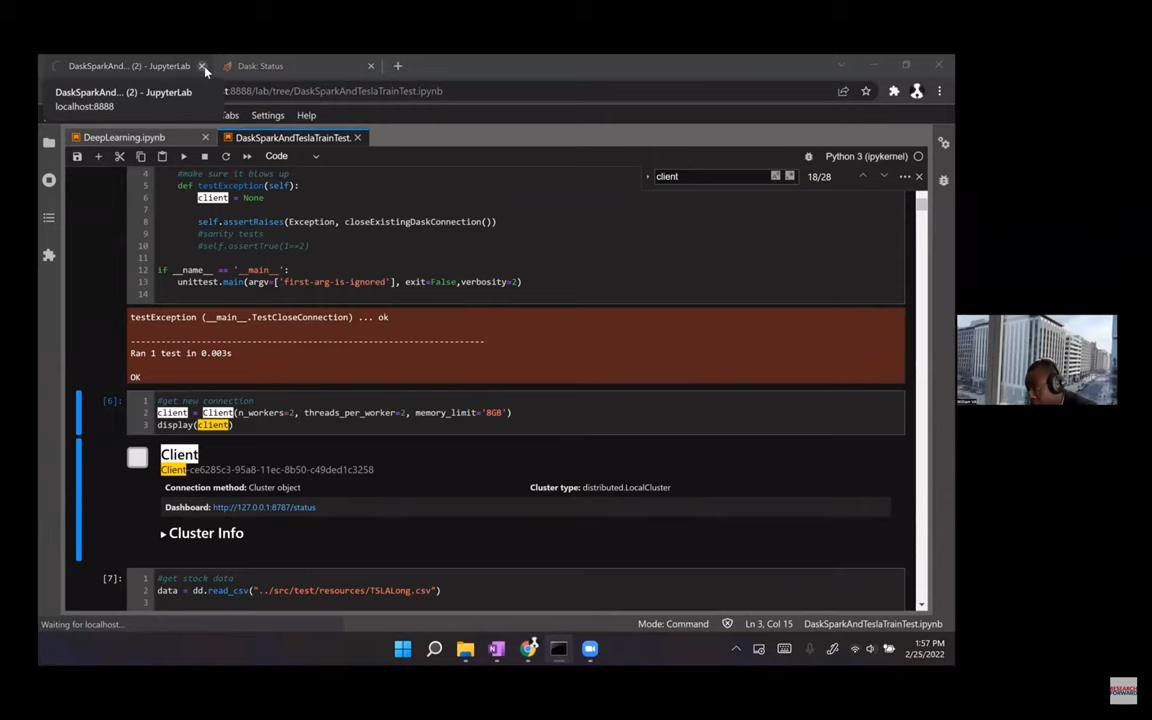 DaskSparkAnd... (2) - JupyterLab
Dask: Status
DaskSparkAnd... (2) - JupyterLab
localhost:8888
t:8888/lab/tree/DaskSparkAndTeslaTrainTest.ipynb
Tabs Settings Help
DeepLearning.ipynb
DaskSparkAndTeslaTrainTest.
Code
Python 3 (ipykernel)
client 18/28
4 #make sure it blows up
5 def testException(self):
6 client = None
7
8 self.assertRaises(Exception, closeExistingDaskConnection())
9 #sanity tests
10 #self.assertTrue(1==2)
11
12 if __name__ == '__main__':
13 unittest.main(argv=['first-arg-is-ignored'], exit=False,verbosity=2)
14
testException (__main__.TestCloseConnection) ... ok
----------------------------------------------------------------------
Ran 1 test in 0.003s
OK
[6]: 1 #get new connection
2 client = Client(n_workers=2, threads_per_worker=2, memory_limit='8GB')
3 display(client)
Client
Client-ce6285c3-95a8-11ec-8b50-c49ded1c3258
Connection method: Cluster object
Cluster type: distributed.LocalCluster
Dashboard: http://127.0.0.1:8787/status
Cluster Info
[7]: 1 #get stock data
2 data = dd.read_csv("../src/test/resources/TSLALong.csv")
3
Waiting for localhost...
Mode: Command
Ln 3, Col 15
DaskSparkAndTeslaTrainTest.ipynb
1:57 PM
2/25/2022
RESEARCH
FORWARD